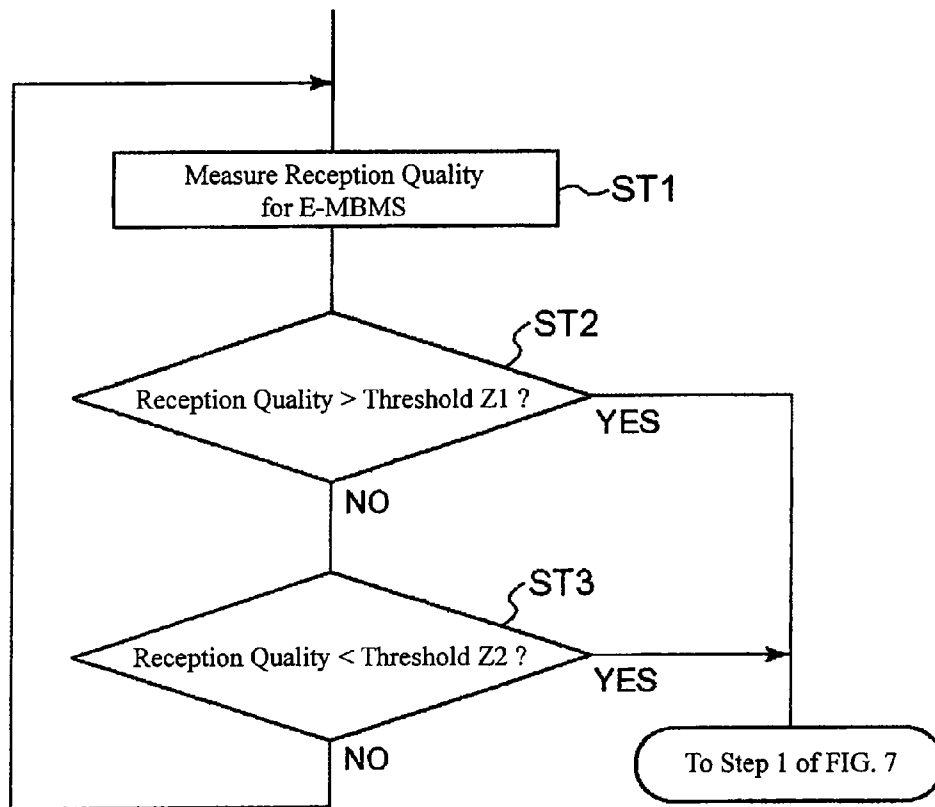 Measure Reception Quality
for E-MBMS
ST1
ST2
Reception Quality > Threshold Z1 ?
YES
NO
ST3
Reception Quality < Threshold Z2 ?
YES
NO
To Step 1 of FIG. 7